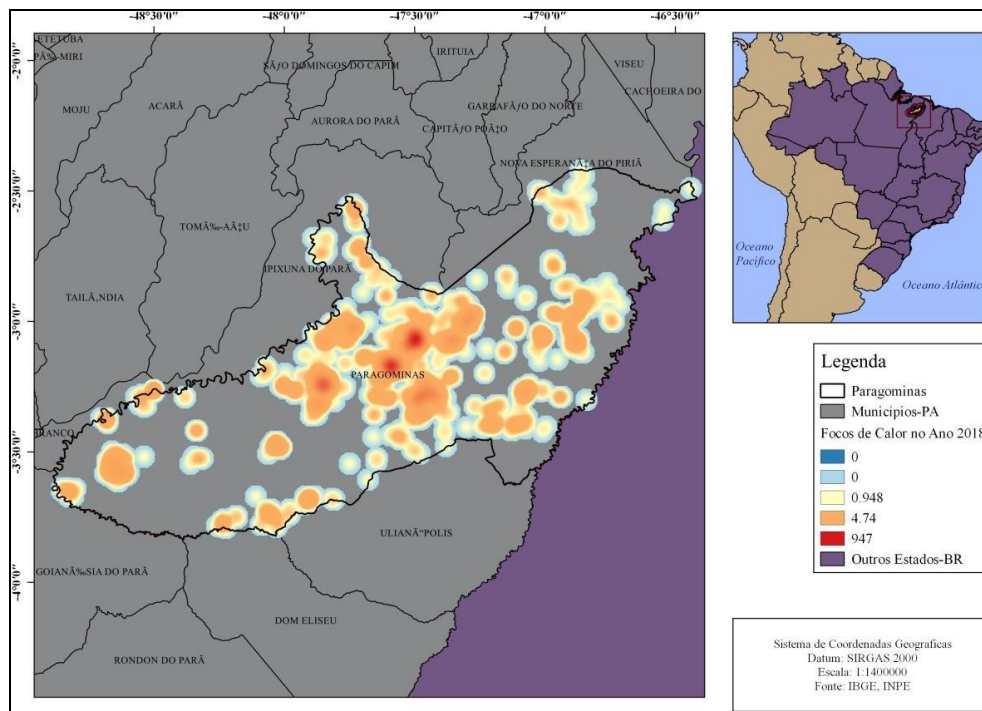 -48°30'0"
-48°0'0"
-47°30'0"
-47°0'0"
-46°30'0"
-2°0'0"
-2°30'0"
-3°0'0"
-3°30'0"
-4°0'0"
ETETUBA
PÃ‰-MIRI
MOJU
ACARÃ
SÃƒO DOMINGOS DO CAPIM
IRITUIA
VISEU
CACHOEIRA DO
GARRAFÃƒO DO NORTE
AURORA DO PARÃ
CAPITÃƒO POÃ‡O
NOVA ESPERANÃ‡A DO PIRIÃ
TOMÃ‰-AÃ‡U
IPIXUNA DO PARÃ
TAILÃ‚NDIA
PARAGOMINAS
BRANCO
ULIANÃ“POLIS
GOIANÃ‰SIA DO PARÃ
DOM ELISEU
RONDON DO PARÃ
Oceano
Pacifico
Oceano Atlântico
Legenda
Paragominas
Municipios-PA
Focos de Calor no Ano 2018
0
0
0.948
4.74
947
Outros Estados-BR
Sistema de Coordenadas Geograficas
Datum: SIRGAS 2000
Escala: 1:1400000
Fonte: IBGE, INPE